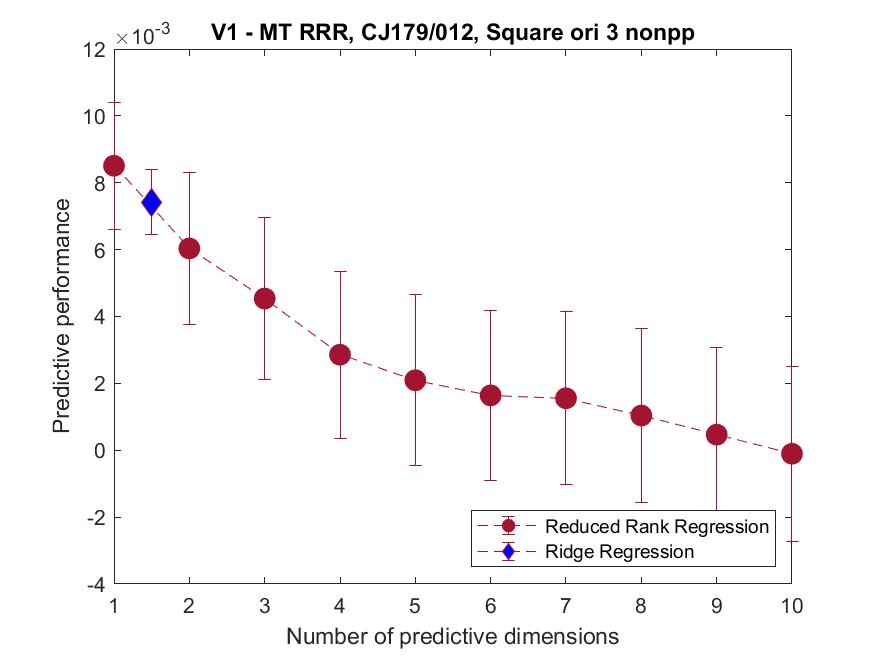 V1 - MT RRR, CJ179/012, Square ori 3 nonpp
×10-3
12
10
8
6
4
2
0
-2
-4
Predictive performance
Reduced Rank Regression
Ridge Regression
1 2 3 4 5 6 7 8 9 10
Number of predictive dimensions